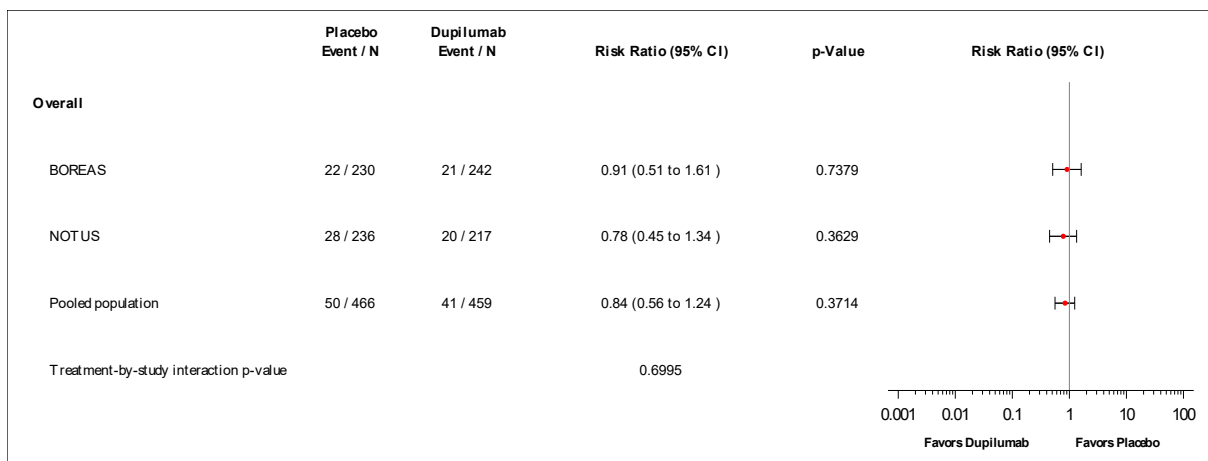 Placebo Event / N Dupilumab Event / N Risk Ratio (95% CI) p-Value Risk Ratio (95% CI)
Overall
BOREAS 22 / 230 21 / 242 0.91 (0.51 to 1.61 ) 0.7379
NOTUS 28 / 236 20 / 217 0.78 (0.45 to 1.34 ) 0.3629
Pooled population 50 / 466 41 / 459 0.84 (0.56 to 1.24 ) 0.3714
Treatment-by-study interaction p-value 0.6995
0.001 0.01 0.1 1 10 100
Favors Dupilumab Favors Placebo